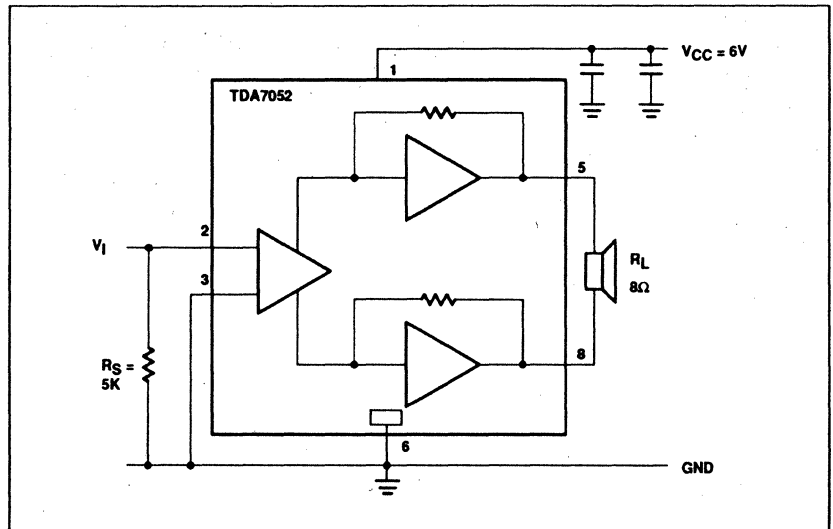 VCC = 6V
1
TDA7052
5
2
VI
3
RL
8Ω
RS =
5K
8
6
GND